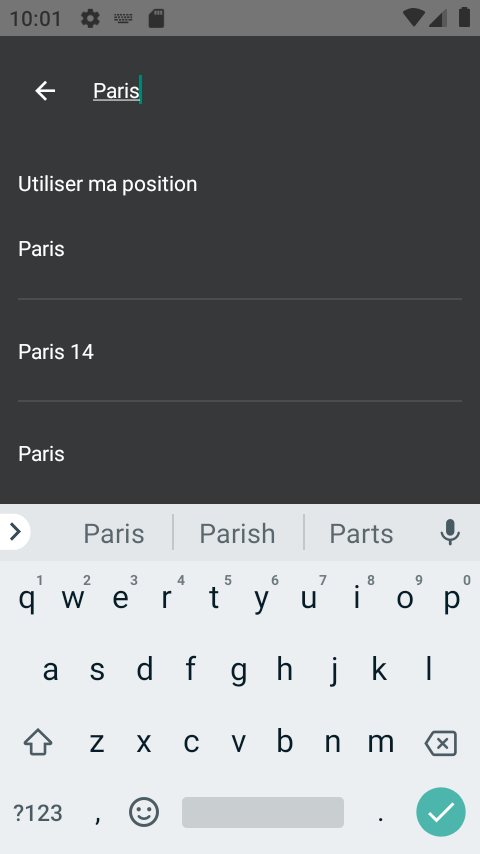 10:01
Paris
Utiliser ma position
Paris
Paris 14
Paris
Paris Parish Parts
1 2 3 4 5 6 7 8 9 0
q w e r t y u i o p
a s d f g h j k l
z x c v b n m
?123 , .